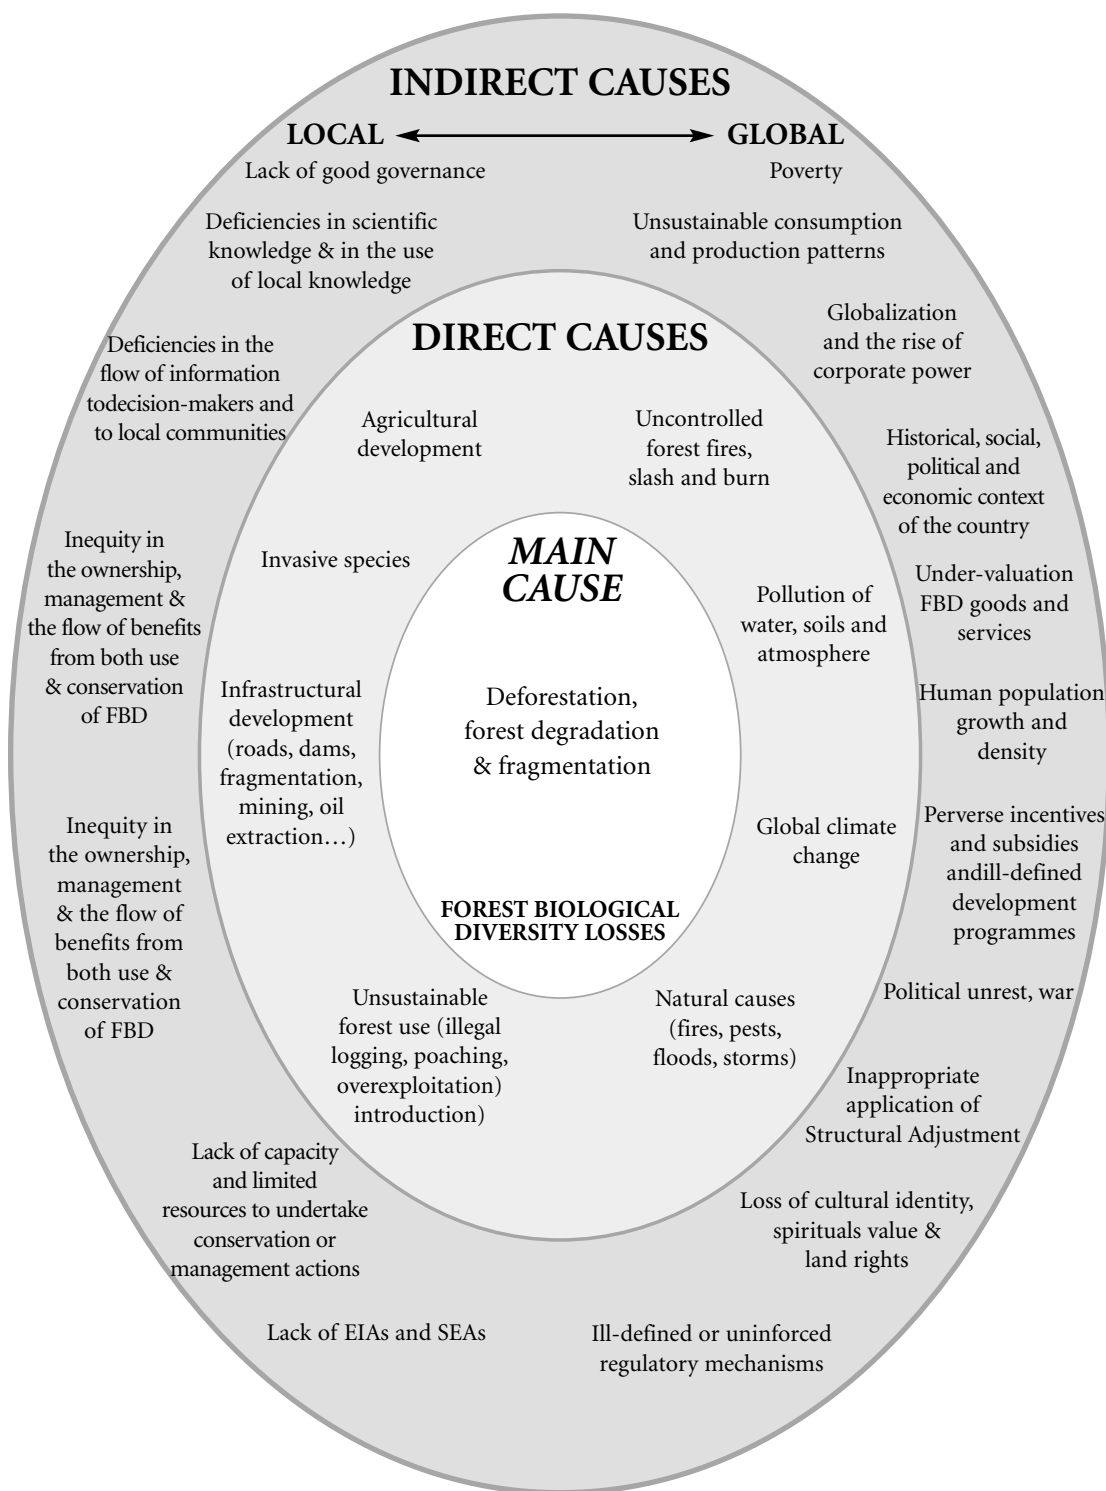 INDIRECT CAUSES
LOCAL
GLOBAL
Lack of good governance
Poverty
Deficiencies in scientific
knowledge & in the use
of local knowledge
Unsustainable consumption
and production patterns
Globalization
and the rise of
corporate power
Deficiencies in the
flow of information
todecision-makers and
to local communities
Historical, social,
political and
economic context
of the country
Inequity in
the ownership,
management &
the flow of benefits
from both use
& conservation
of FBD
Under-valuation
FBD goods and
services
Human population
growth and
density
Inequity in
the ownership,
management
& the flow of
benefits from
both use &
conservation
of FBD
Perverse incentives
and subsidies
andill-defined
development
programmes
Political unrest, war
Inappropriate
application of
Structural Adjustment
Lack of capacity
and limited
resources to undertake
conservation or
management actions
Loss of cultural identity,
spirituals value &
land rights
Lack of EIAs and SEAs
Ill-defined or uninforced
regulatory mechanisms
DIRECT CAUSES
Agricultural
development
Uncontrolled
forest fires,
slash and burn
Invasive species
Pollution of
water, soils and
atmosphere
Infrastructural
development
(roads, dams,
fragmentation,
mining, oil
extraction…)
Global climate
change
Unsustainable
forest use (illegal
logging, poaching,
overexploitation)
introduction)
Natural causes
(fires, pests,
floods, storms)
MAIN
CAUSE
Deforestation,
forest degradation
& fragmentation
FOREST BIOLOGICAL
DIVERSITY LOSSES